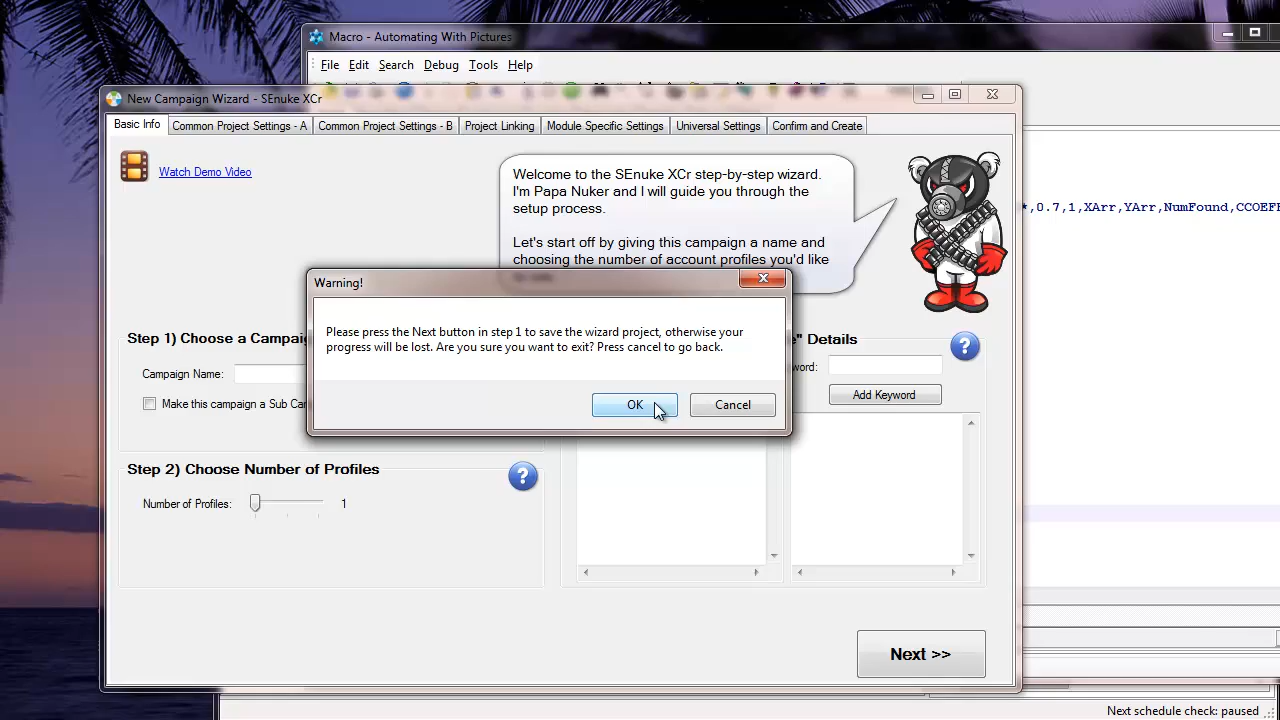 Macro - Automating With Pictures
File Edit Search Debug Tools Help
New Campaign Wizard - SEnuke XCr
Basic Info
Common Project Settings - A
Common Project Settings - B
Project Linking
Module Specific Settings
Universal Settings
Confirm and Create
Watch Demo Video
Welcome to the SEnuke XCr step-by-step wizard.
I'm Papa Nuker and I will guide you through the
setup process.
Let's start off by giving this campaign a name and
choosing the number of account profiles you'd like
,0.7,1,XArr,YArr,NumFound,CCOEFF
Warning!
Please press the Next button in step 1 to save the wizard project, otherwise your
progress will be lost. Are you sure you want to exit? Press cancel to go back.
OK
Cancel
Step 1) Choose a Campai
" Details
?
Campaign Name:
word:
Make this campaign a Sub Car
Add Keyword
Step 2) Choose Number of Profiles
?
Number of Profiles:
1
Next >>
Next schedule check: paused